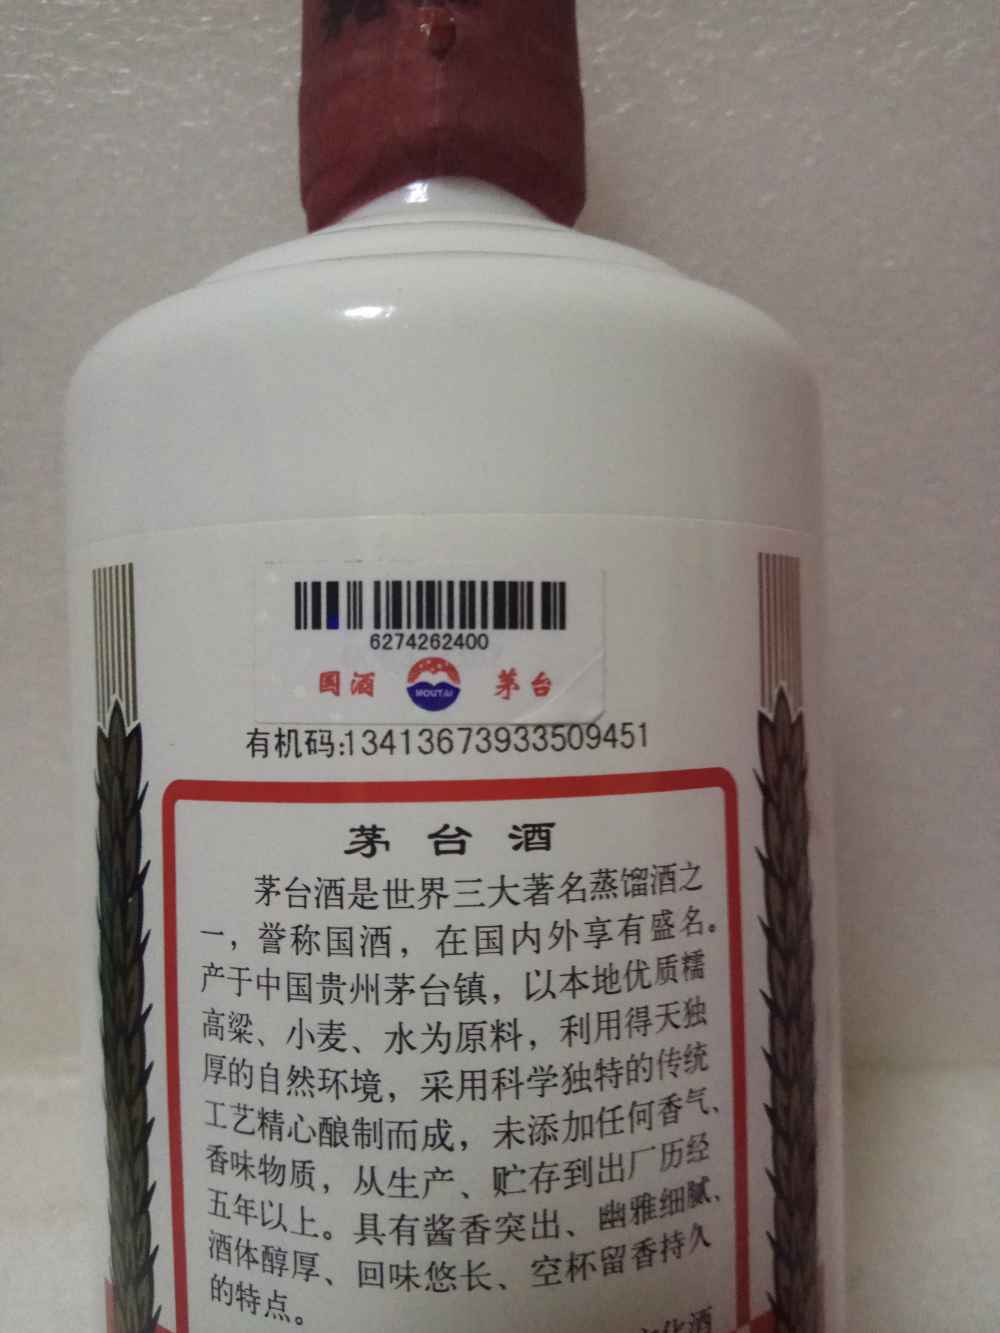 6274262400
国酒 MOUTAI 茅台
有机码:13413673933509451
茅台酒
茅台酒是世界三大著名蒸馏酒之
一，誉称国酒，在国内外享有盛名。
产于中国贵州茅台镇，以本地优质糯
高粱、小麦、水为原料，利用得天独
厚的自然环境，采用科学独特的传统
工艺精心酿制而成，未添加任何香气、
香味物质，从生产、贮存到出厂历经
五年以上。具有酱香突出、幽雅细腻、
酒体醇厚、回味悠长、空杯留香持久
的特点。
化酒